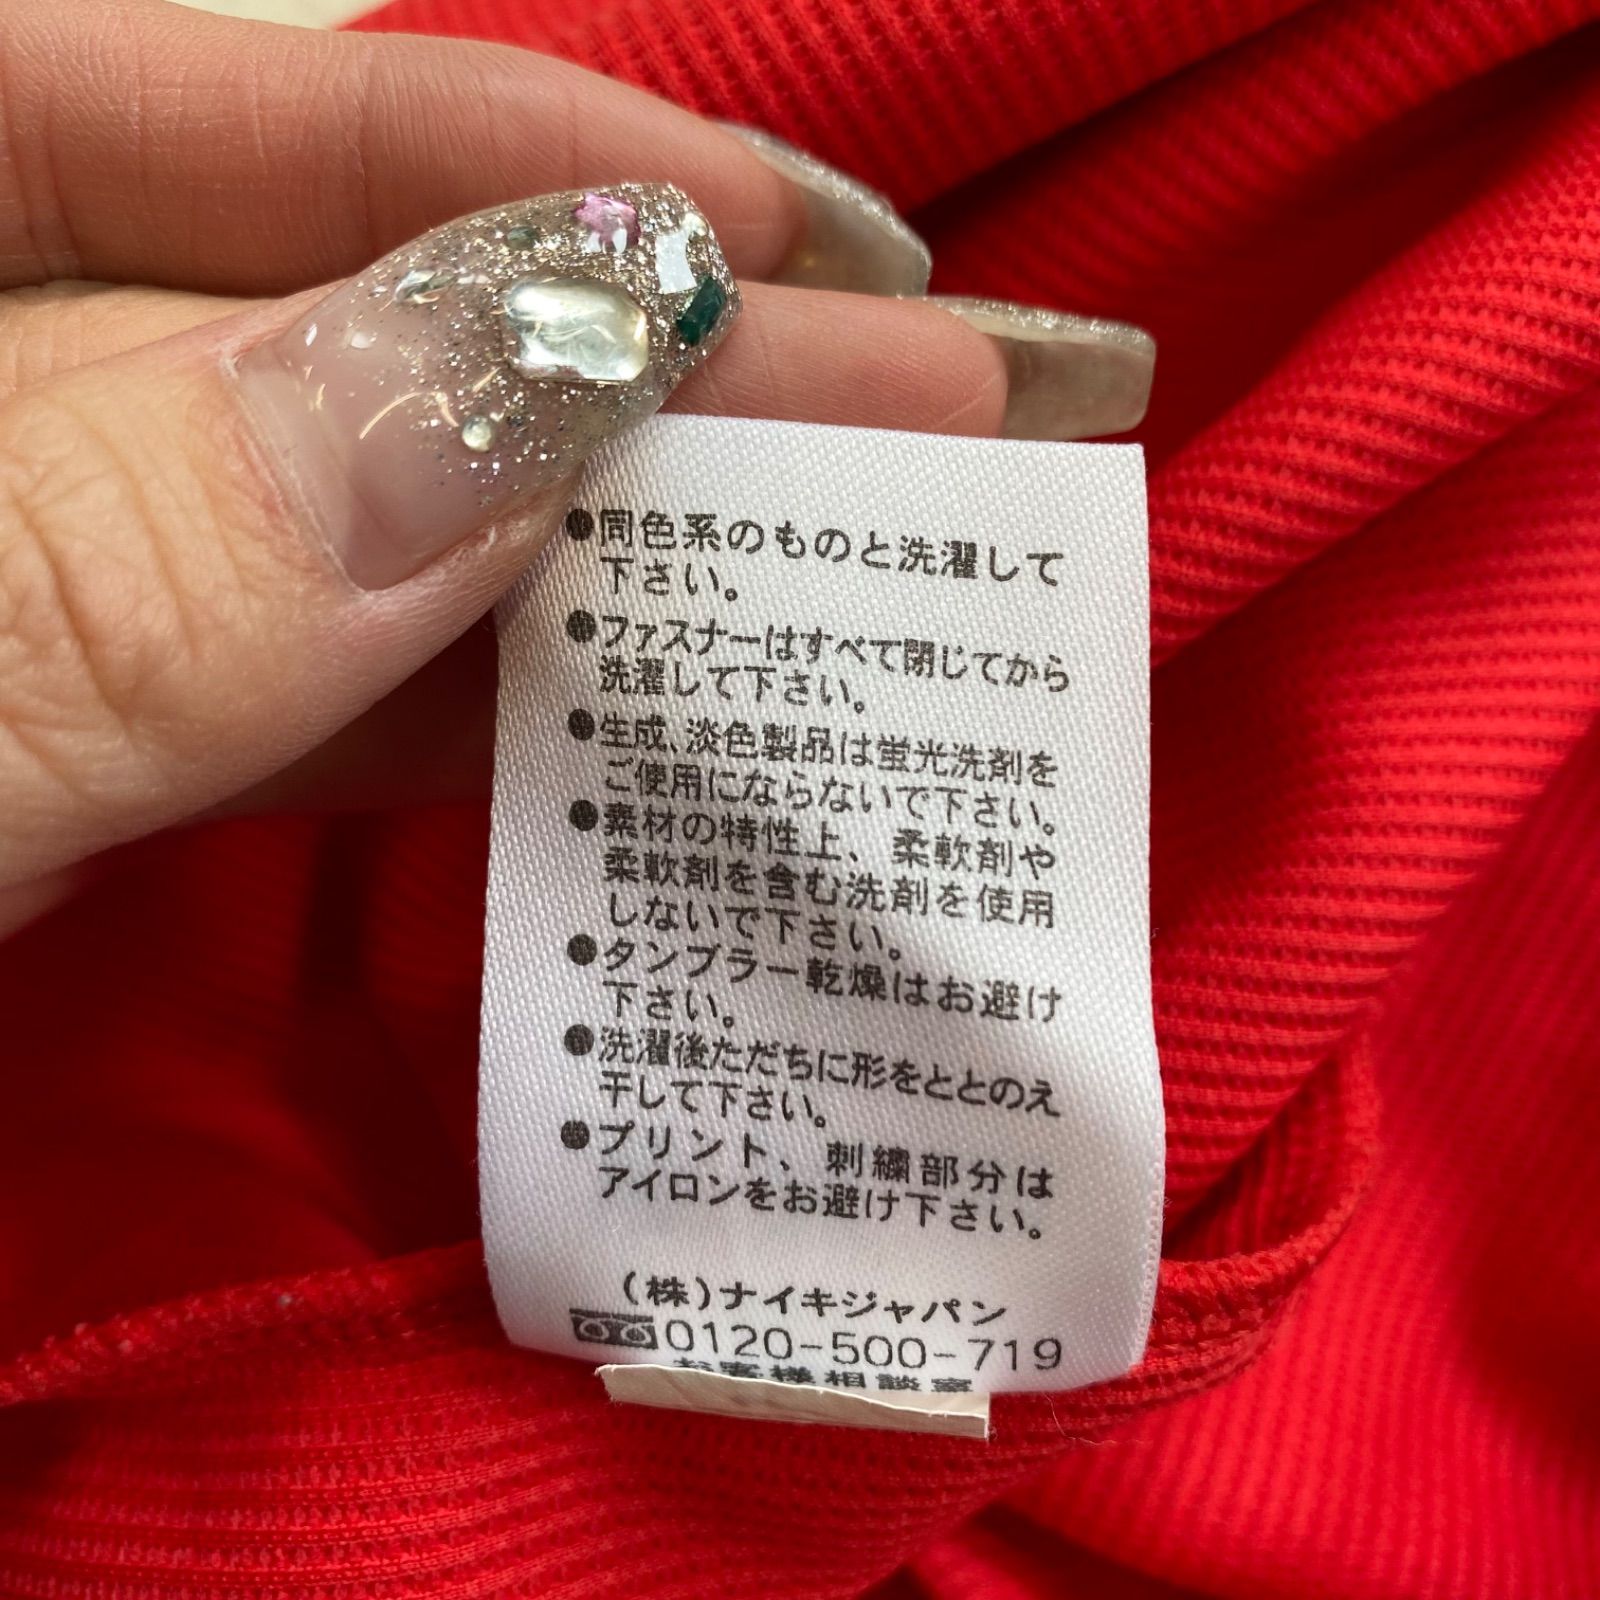 ●同色系のものと洗濯して
下さい。
●ファスナーはすべて閉じてから
洗濯して下さい。
●生成、淡色製品は蛍光洗剤を
ご使用にならないで下さい。
●素材の特性上、柔軟剤や
柔軟剤を含む洗剤を使用
しないで下さい。
●タンブラー乾燥はお避け
下さい。
●洗濯後ただちに形をととのえ
干して下さい。
●プリント、刺繍部分は
アイロンをお避け下さい。
(株)ナイキジャパン
0120-500-719
お客様相談室